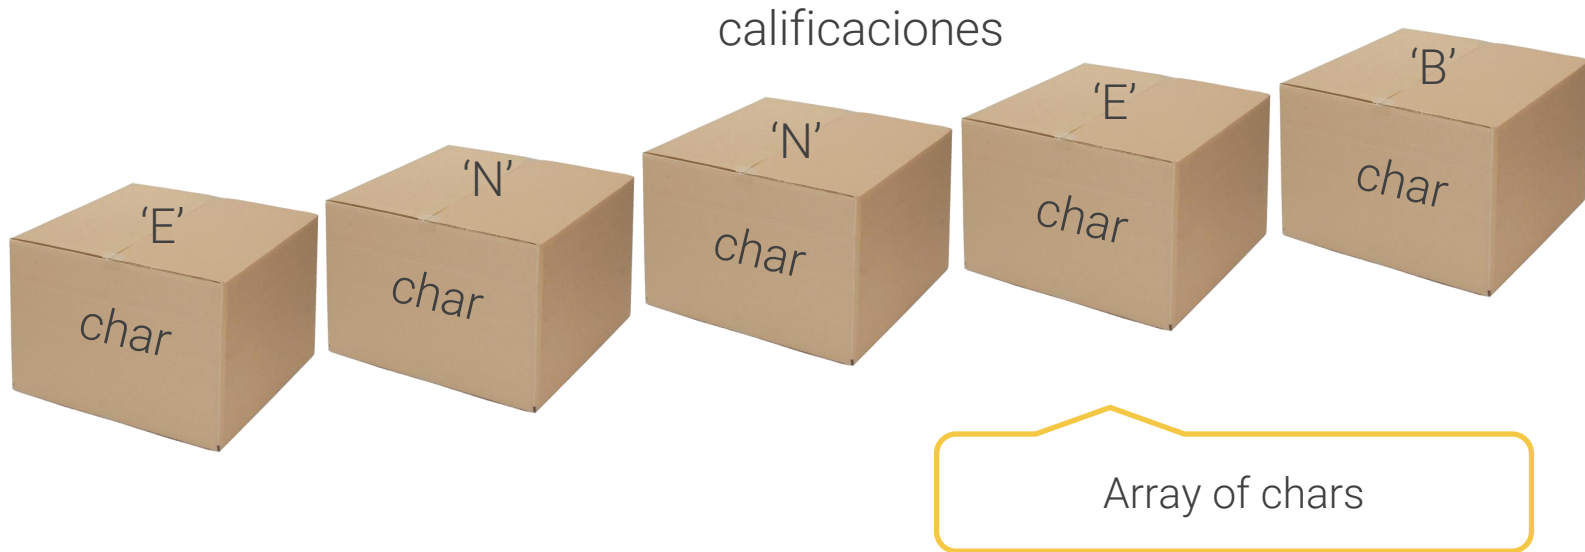 calificaciones
‘E’
char
‘N’
char
‘N’
char
‘E’
char
‘B’
char
Array of chars